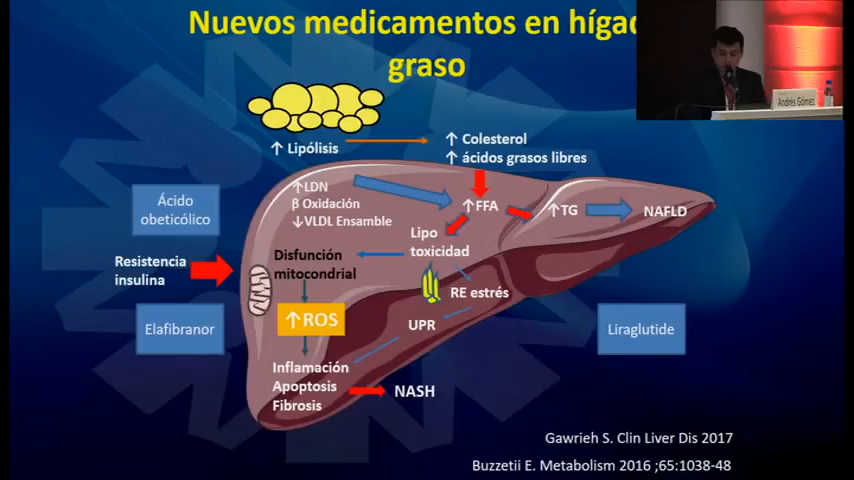 Nuevos medicamentos en híga
graso
Andrés Gómez
↑ Lipólisis
↑ Colesterol
↑ ácidos grasos libres
↑LDN
β Oxidación
↓VLDL Ensamble
↑FFA
↑TG
NAFLD
Ácido
obeticólico
Lipo
toxicidad
Resistencia
insulina
Disfunción
mitocondrial
RE estrés
↑ROS
UPR
Elafibranor
Liraglutide
Inflamación
Apoptosis
Fibrosis
NASH
Gawrieh S. Clin Liver Dis 2017
Buzzetii E. Metabolism 2016 ;65:1038-48